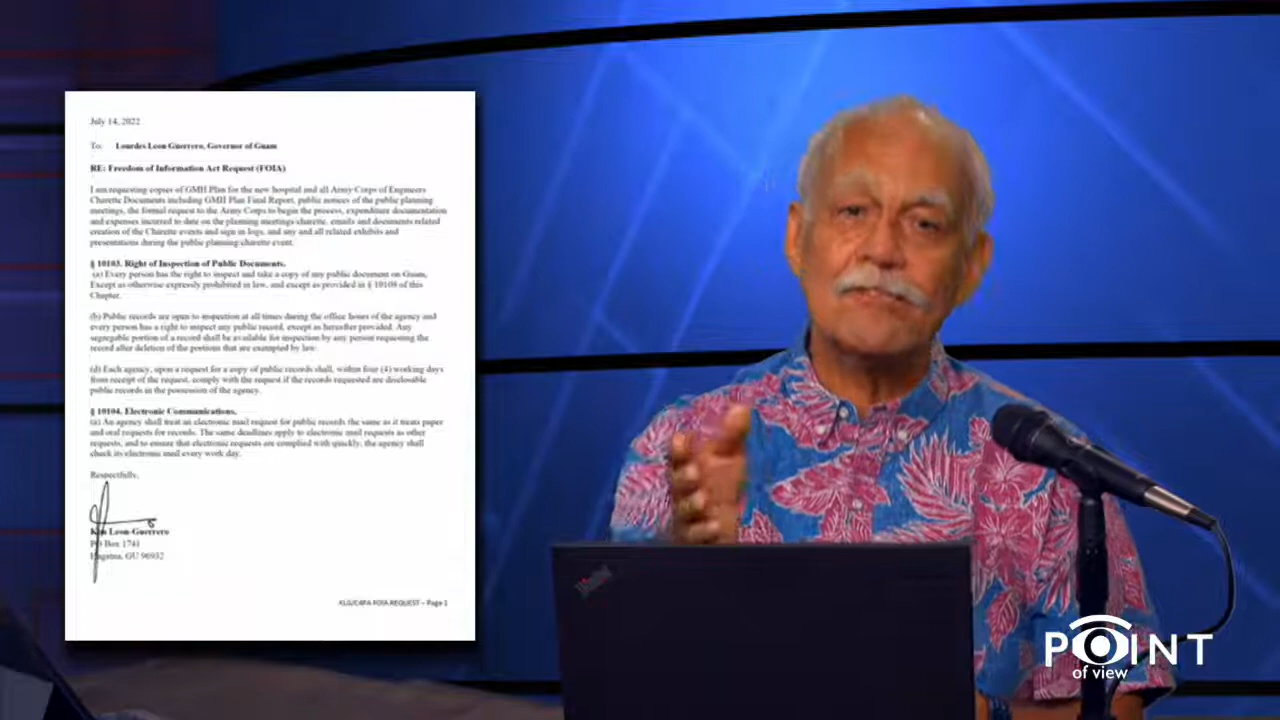 July 14, 2022
To: Lourdes Leon Guerrero, Governor of Guam
RE: Freedom of Information Act Request (FOIA)
I am requesting copies of GMH Plan for the new hospital and all Army Corps of Engineers
Charette Documents including GMH Plan Final Report, public notices of the public planning
meetings, the formal request to the Army Corps to begin the process, expenditure documentation
and expenses incurred to date on the planning meetings/charette, emails and documents related
creation of the Charette events and sign in logs, and any and all related exhibits and
presentations during the public planning charette event.
§ 10103. Right of Inspection of Public Documents.
(a) Every person has the right to inspect and take a copy of any public document on Guam,
Except as otherwise expressly prohibited in law, and except as provided in § 10108 of this
Chapter.
(b) Public records are open to inspection at all times during the office hours of the agency and
every person has a right to inspect any public record, except as hereafter provided. Any
segregable portion of a record shall be available for inspection by any person requesting the
record after deletion of the portions that are exempted by law.
(d) Each agency, upon a request for a copy of public records shall, within four (4) working days
from receipt of the request, comply with the request if the records requested are disclosable
public records in the possession of the agency.
§ 10104. Electronic Communications.
(a) An agency shall treat an electronic mail request for public records the same as it treats paper
and oral requests for records. The same deadlines apply to electronic mail requests as other
requests, and to ensure that electronic requests are complied with quickly, the agency shall
check its electronic mail every work day.
Respectfully,
Ken Leon-Guerrero
PO Box 1741
Hagatna, GU 96932
FOIA REQUEST – Page 1
ThinkPad
POINT
of view